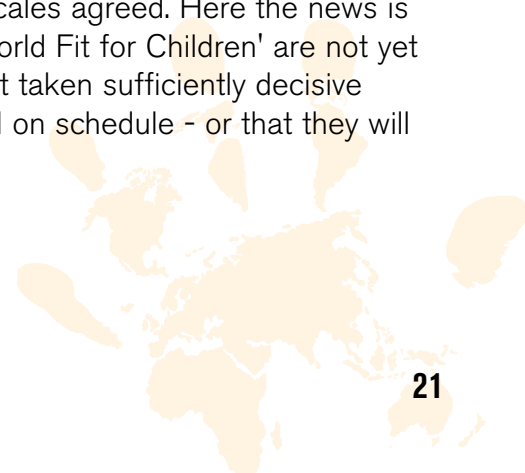 cales agreed. Here the news is
orld Fit for Children' are not yet
t taken sufficiently decisive
on schedule - or that they will
21